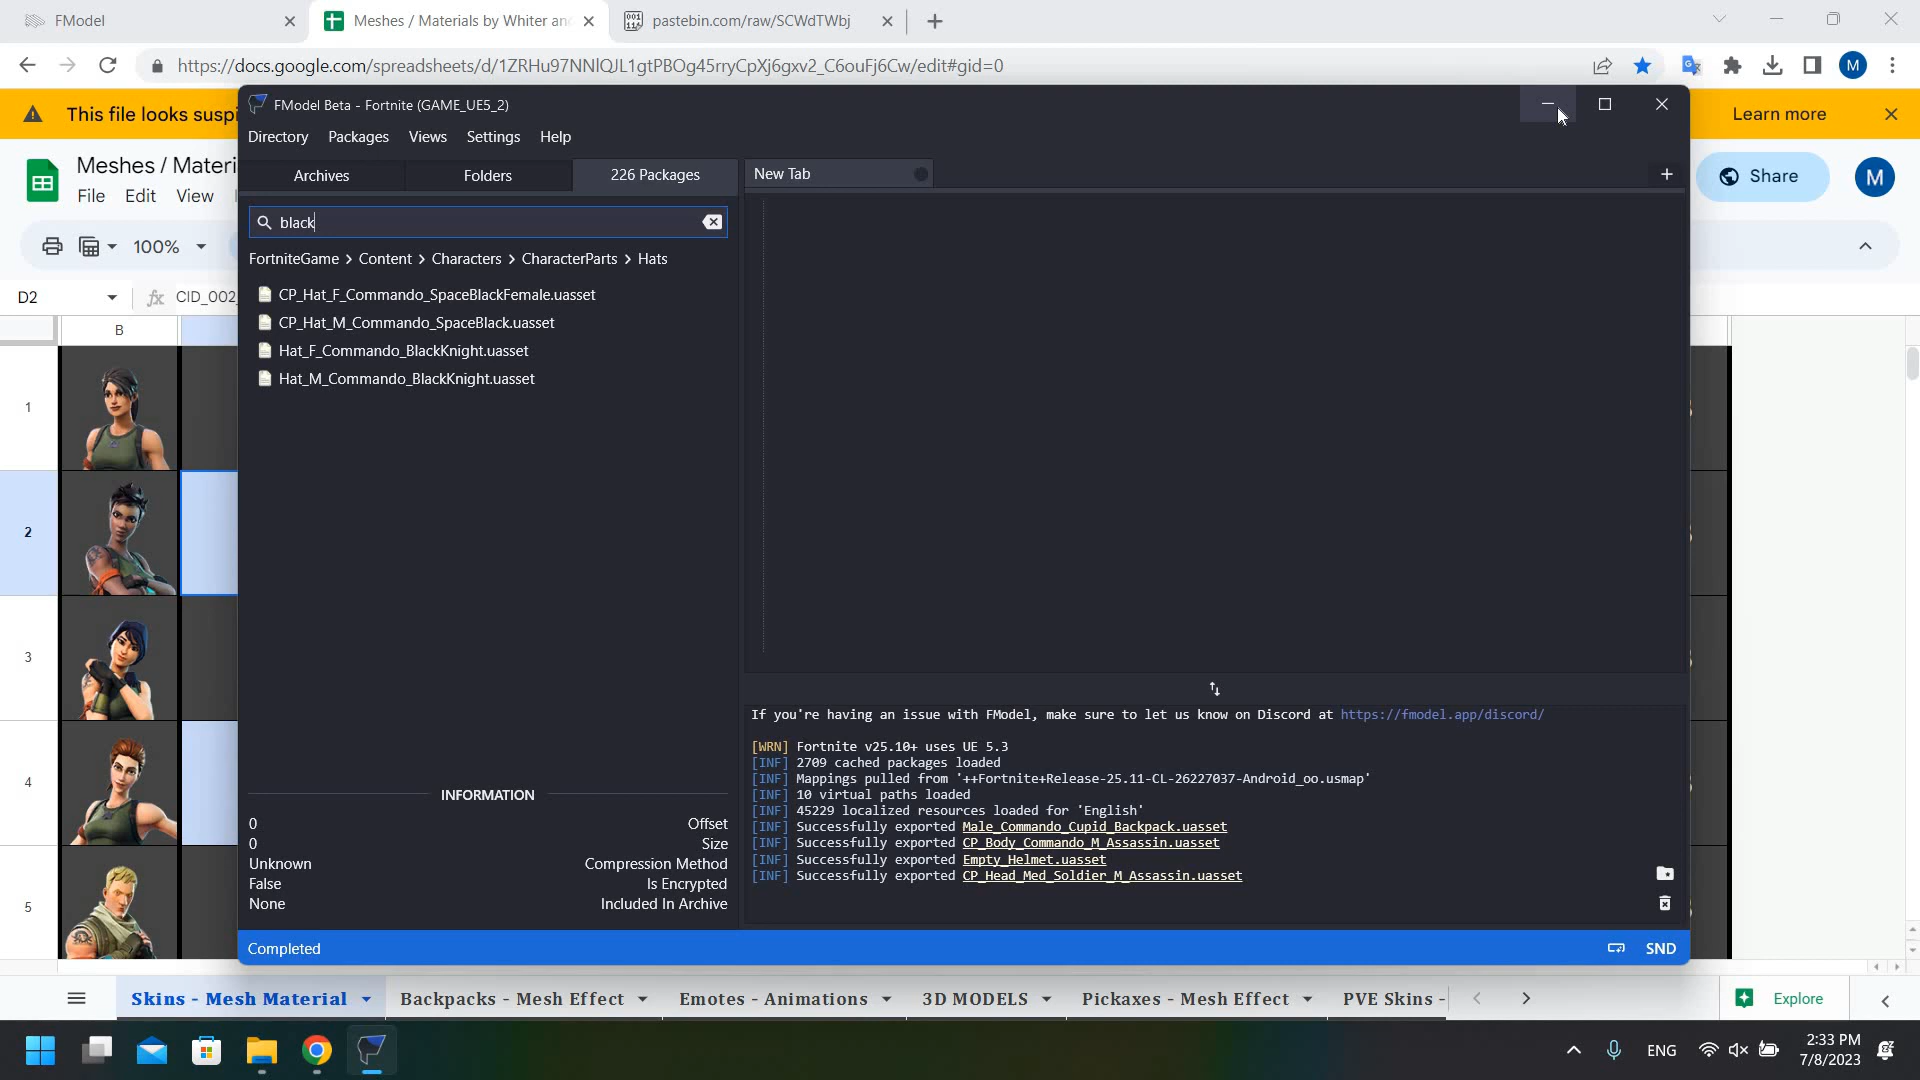 FModel
Meshes / Materials by Whiter an
pastebin.com/raw/SCWdTWbj
https://docs.google.com/spreadsheets/d/1ZRHu97NNlQJL1gtPBOg45rryCpXj6gxv2_C6ouFj6Cw/edit#gid=0
M
This file looks suspi
Learn more
FModel Beta - Fortnite (GAME_UE5_2)
Directory Packages Views Settings Help
Meshes / Materi
File Edit View
Share
M
Archives Folders 226 Packages
New Tab
black
100%
FortniteGame > Content > Characters > CharacterParts > Hats
D2
CID_002
CP_Hat_F_Commando_SpaceBlackFemale.uasset
CP_Hat_M_Commando_SpaceBlack.uasset
Hat_F_Commando_BlackKnight.uasset
Hat_M_Commando_BlackKnight.uasset
B
1
2
3
4
5
INFORMATION
0 Offset
0 Size
Unknown Compression Method
False Is Encrypted
None Included In Archive
If you're having an issue with FModel, make sure to let us know on Discord at https://fmodel.app/discord/
[WRN] Fortnite v25.10+ uses UE 5.3
[INF] 2709 cached packages loaded
[INF] Mappings pulled from '++Fortnite+Release-25.11-CL-26227037-Android_oo.usmap'
[INF] 10 virtual paths loaded
[INF] 45229 localized resources loaded for 'English'
[INF] Successfully exported Male_Commando_Cupid_Backpack.uasset
[INF] Successfully exported CP_Body_Commando_M_Assassin.uasset
[INF] Successfully exported Empty_Helmet.uasset
[INF] Successfully exported CP_Head_Med_Soldier_M_Assassin.uasset
Completed
SND
Skins - Mesh Material Backpacks - Mesh Effect Emotes - Animations 3D MODELS Pickaxes - Mesh Effect PVE Skins -
Explore
ENG
2:33 PM
7/8/2023